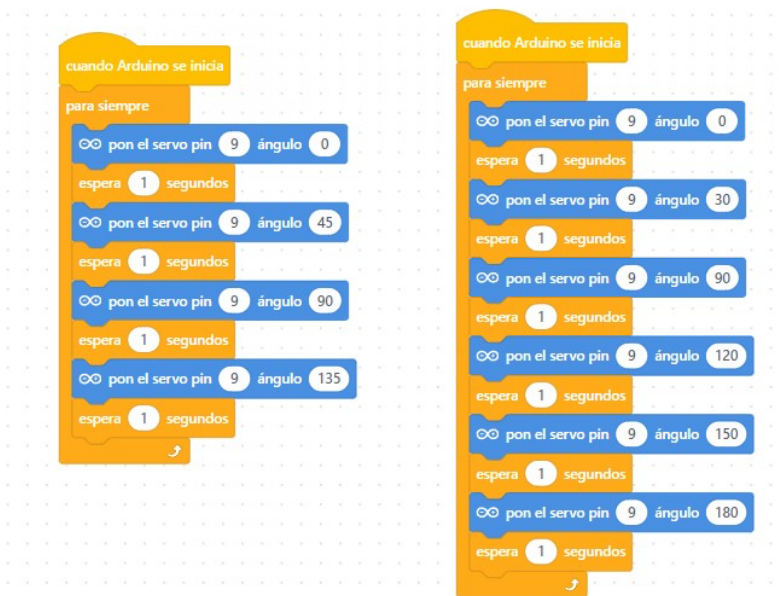 cuando Arduino se inicia
para siempre
pon el servo pin 9 ángulo 0
espera 1 segundos
pon el servo pin 9 ángulo 45
espera 1 segundos
pon el servo pin 9 ángulo 90
espera 1 segundos
pon el servo pin 9 ángulo 135
espera 1 segundos
cuando Arduino se inicia
para siempre
pon el servo pin 9 ángulo 0
espera 1 segundos
pon el servo pin 9 ángulo 30
espera 1 segundos
pon el servo pin 9 ángulo 90
espera 1 segundos
pon el servo pin 9 ángulo 120
espera 1 segundos
pon el servo pin 9 ángulo 150
espera 1 segundos
pon el servo pin 9 ángulo 180
espera 1 segundos